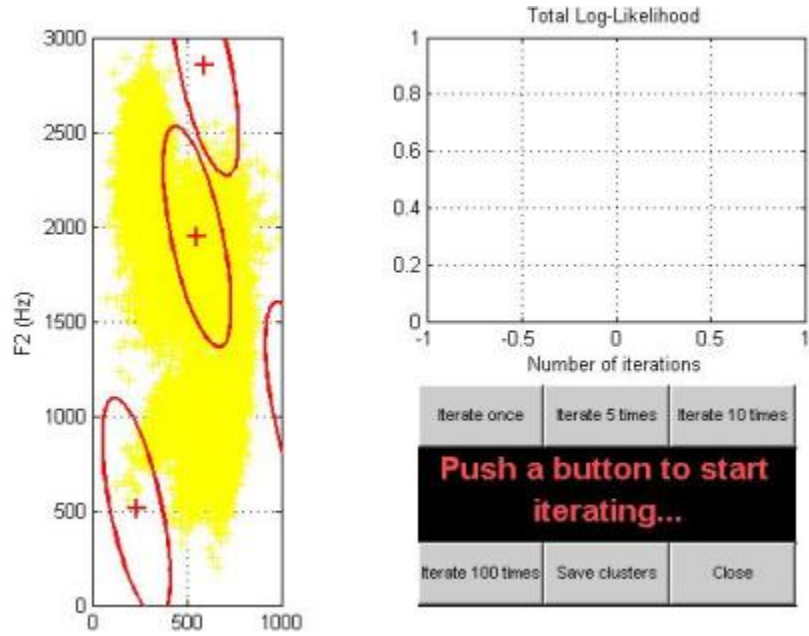 3000
2500
2000
1500
1000
500
0
F2 (Hz)
0 500 1000
Total Log-Likelihood
1
0.8
0.6
0.4
0.2
0
-1 -0.5 0 0.5 1
Number of iterations
Iterate once Iterate 5 times Iterate 10 times
Push a button to start
iterating...
Iterate 100 times Save clusters Close